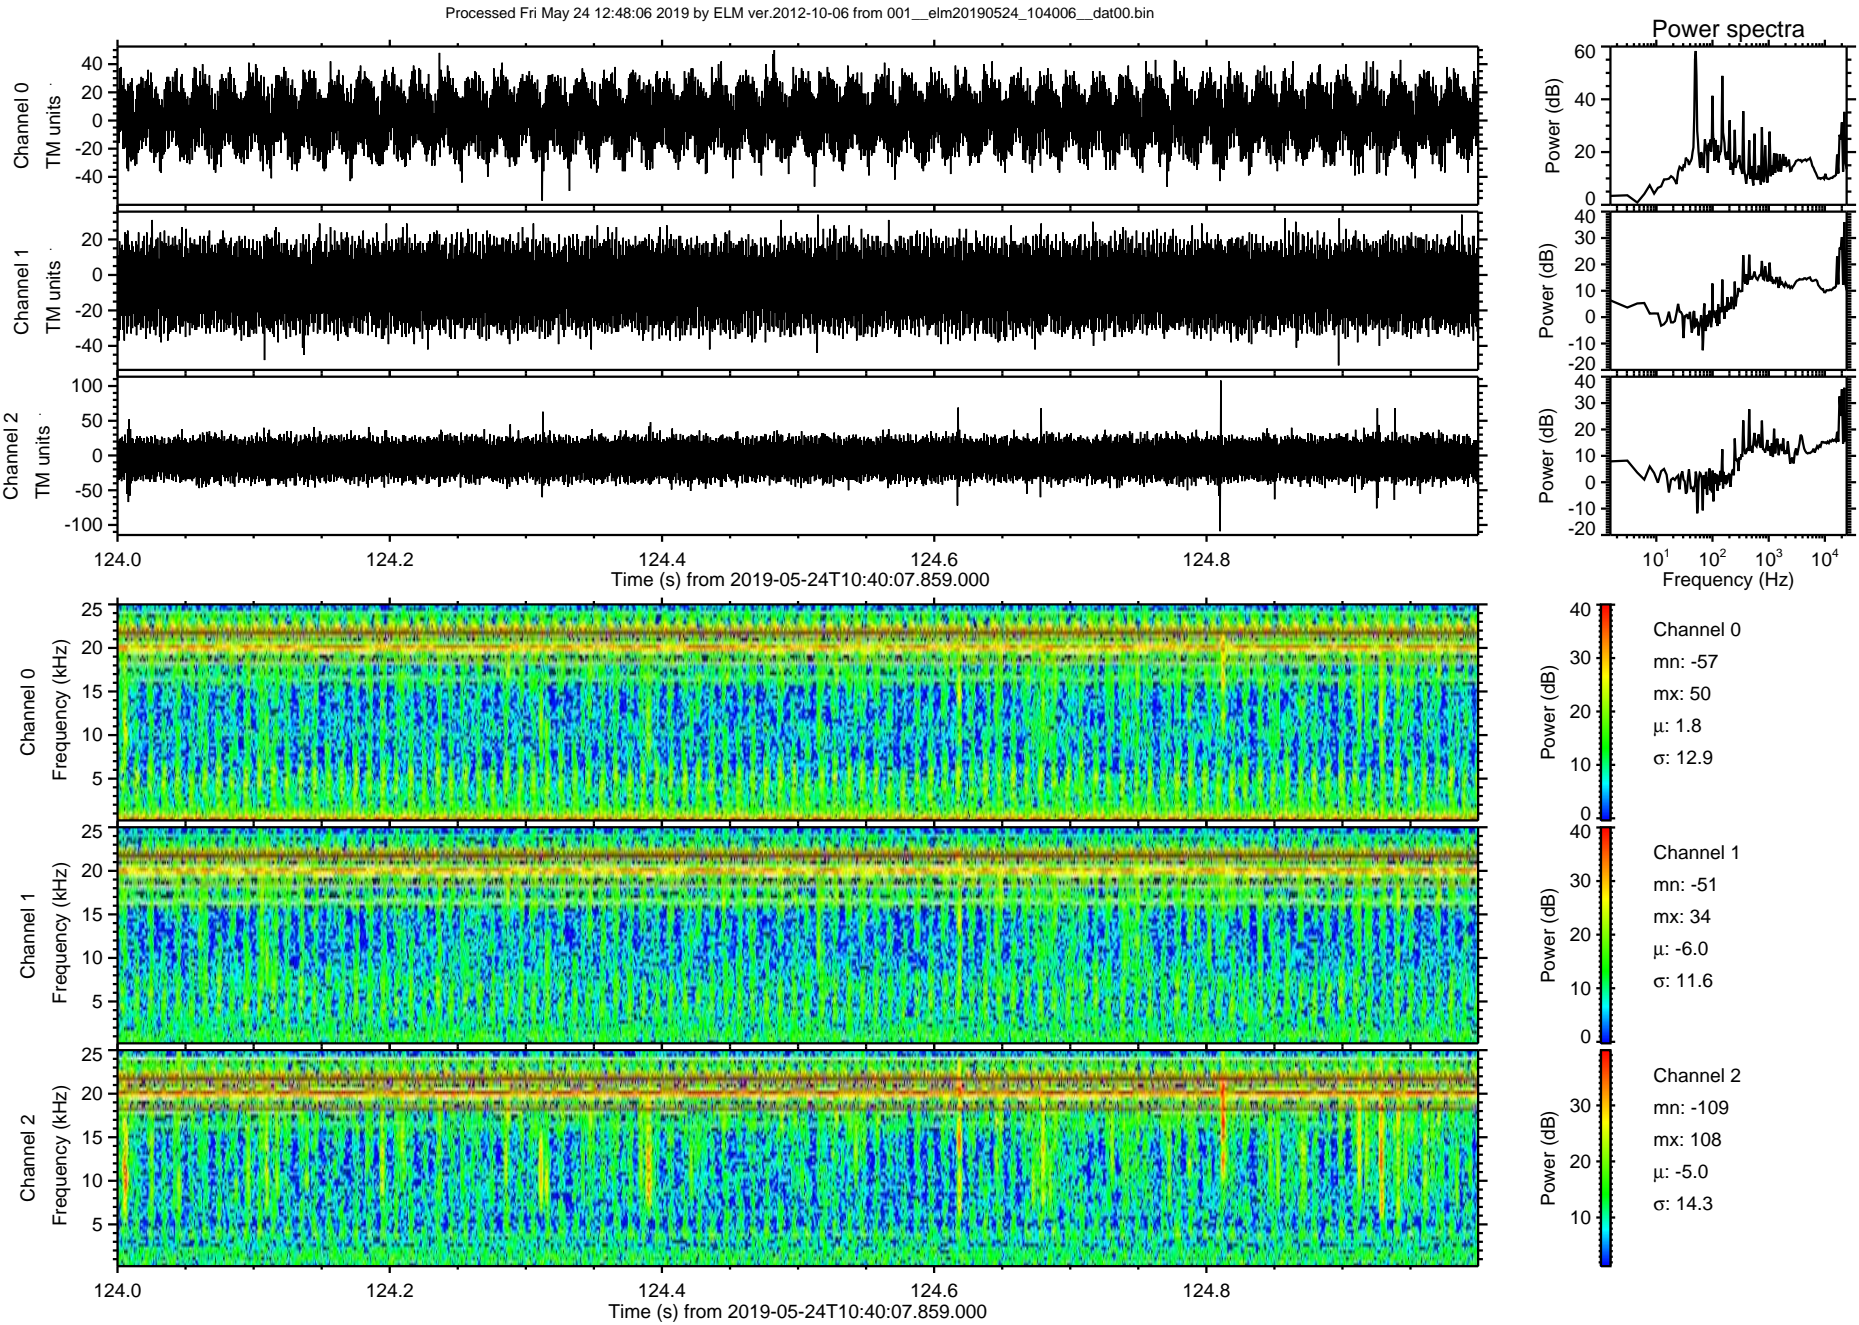 Processed Fri May 24 12:48:06 2019 by ELM ver.2012-10-06 from 001__elm20190524_104006__dat00.bin
Power spectra
Channel 0
TM units
40
20
0
-20
-40
Power (dB)
60
40
20
0
Channel 1
TM units
20
0
-20
-40
Power (dB)
40
30
20
10
0
-10
-20
Channel 2
TM units
100
50
0
-50
-100
Power (dB)
40
30
20
10
0
-10
-20
124.0 124.2 124.4 124.6 124.8
Time (s) from 2019-05-24T10:40:07.859.000
10¹ 10² 10³ 10⁴
Frequency (Hz)
Channel 0
Frequency (kHz)
25
20
15
10
5
Power (dB)
40
30
20
10
0
Channel 0
mn: -57
mx: 50
μ: 1.8
σ: 12.9
Channel 1
Frequency (kHz)
25
20
15
10
5
Power (dB)
40
30
20
10
0
Channel 1
mn: -51
mx: 34
μ: -6.0
σ: 11.6
Channel 2
Frequency (kHz)
25
20
15
10
5
Power (dB)
30
20
10
Channel 2
mn: -109
mx: 108
μ: -5.0
σ: 14.3
124.0 124.2 124.4 124.6 124.8
Time (s) from 2019-05-24T10:40:07.859.000